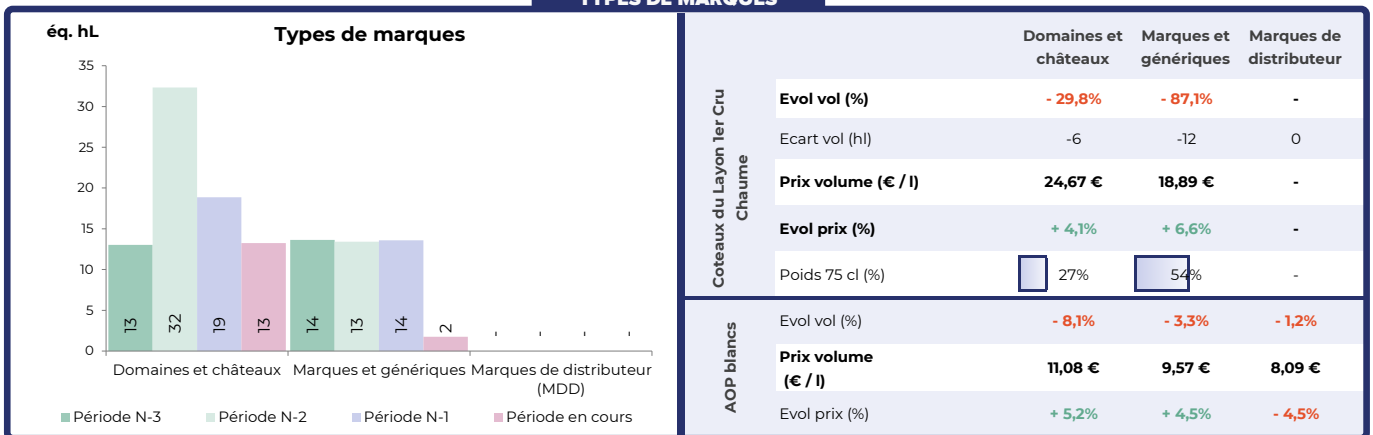 TYPES DE MARQUES
éq. hL
Types de marques
35
30
25
20
15
10
5
0
13
32
19
13
14
13
14
2
- - - -
Domaines et châteaux
Marques et génériques
Marques de distributeur
(MDD)
Période N-3
Période N-2
Période N-1
Période en cours
Domaines et
châteaux
Marques et
génériques
Marques de
distributeur
Coteaux du Layon 1er Cru
Chaume
Evol vol (%) - 29,8% - 87,1% -
Ecart vol (hl) -6 -12 0
Prix volume (€ / l) 24,67 € 18,89 € -
Evol prix (%) + 4,1% + 6,6% -
Poids 75 cl (%) 27% 54% -
AOP blancs
Evol vol (%) - 8,1% - 3,3% - 1,2%
Prix volume
(€ / l) 11,08 € 9,57 € 8,09 €
Evol prix (%) + 5,2% + 4,5% - 4,5%